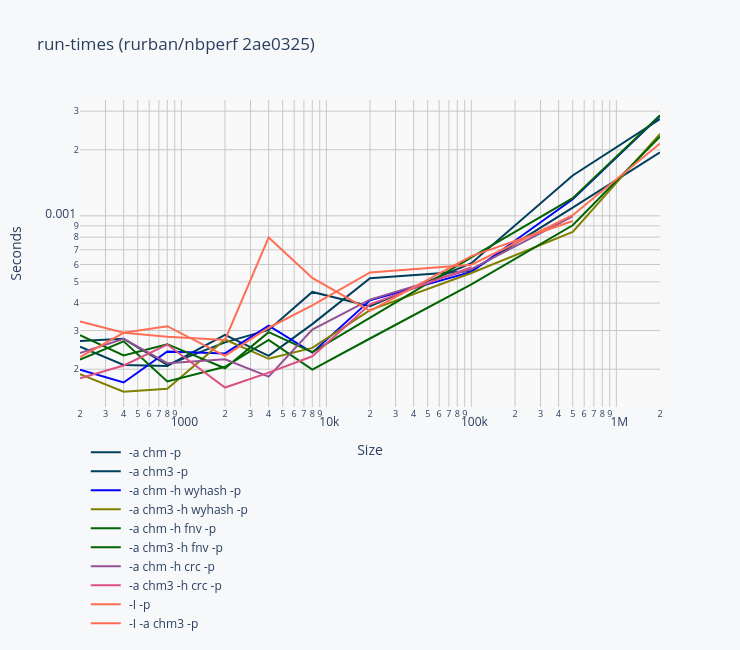 run-times (rurban/nbperf 2ae0325)
3
2
0.001
9
8
7
6
5
4
3
2
2 3 4 5 6 7 8 9 1000 2 3 4 5 6 7 8 9 10k 2 3 4 5 6 7 8 9 100k 2 3 4 5 6 7 8 9 1M 2
Seconds
Size
-a chm -p
-a chm3 -p
-a chm -h wyhash -p
-a chm3 -h wyhash -p
-a chm -h fnv -p
-a chm3 -h fnv -p
-a chm -h crc -p
-a chm3 -h crc -p
-I -p
-I -a chm3 -p